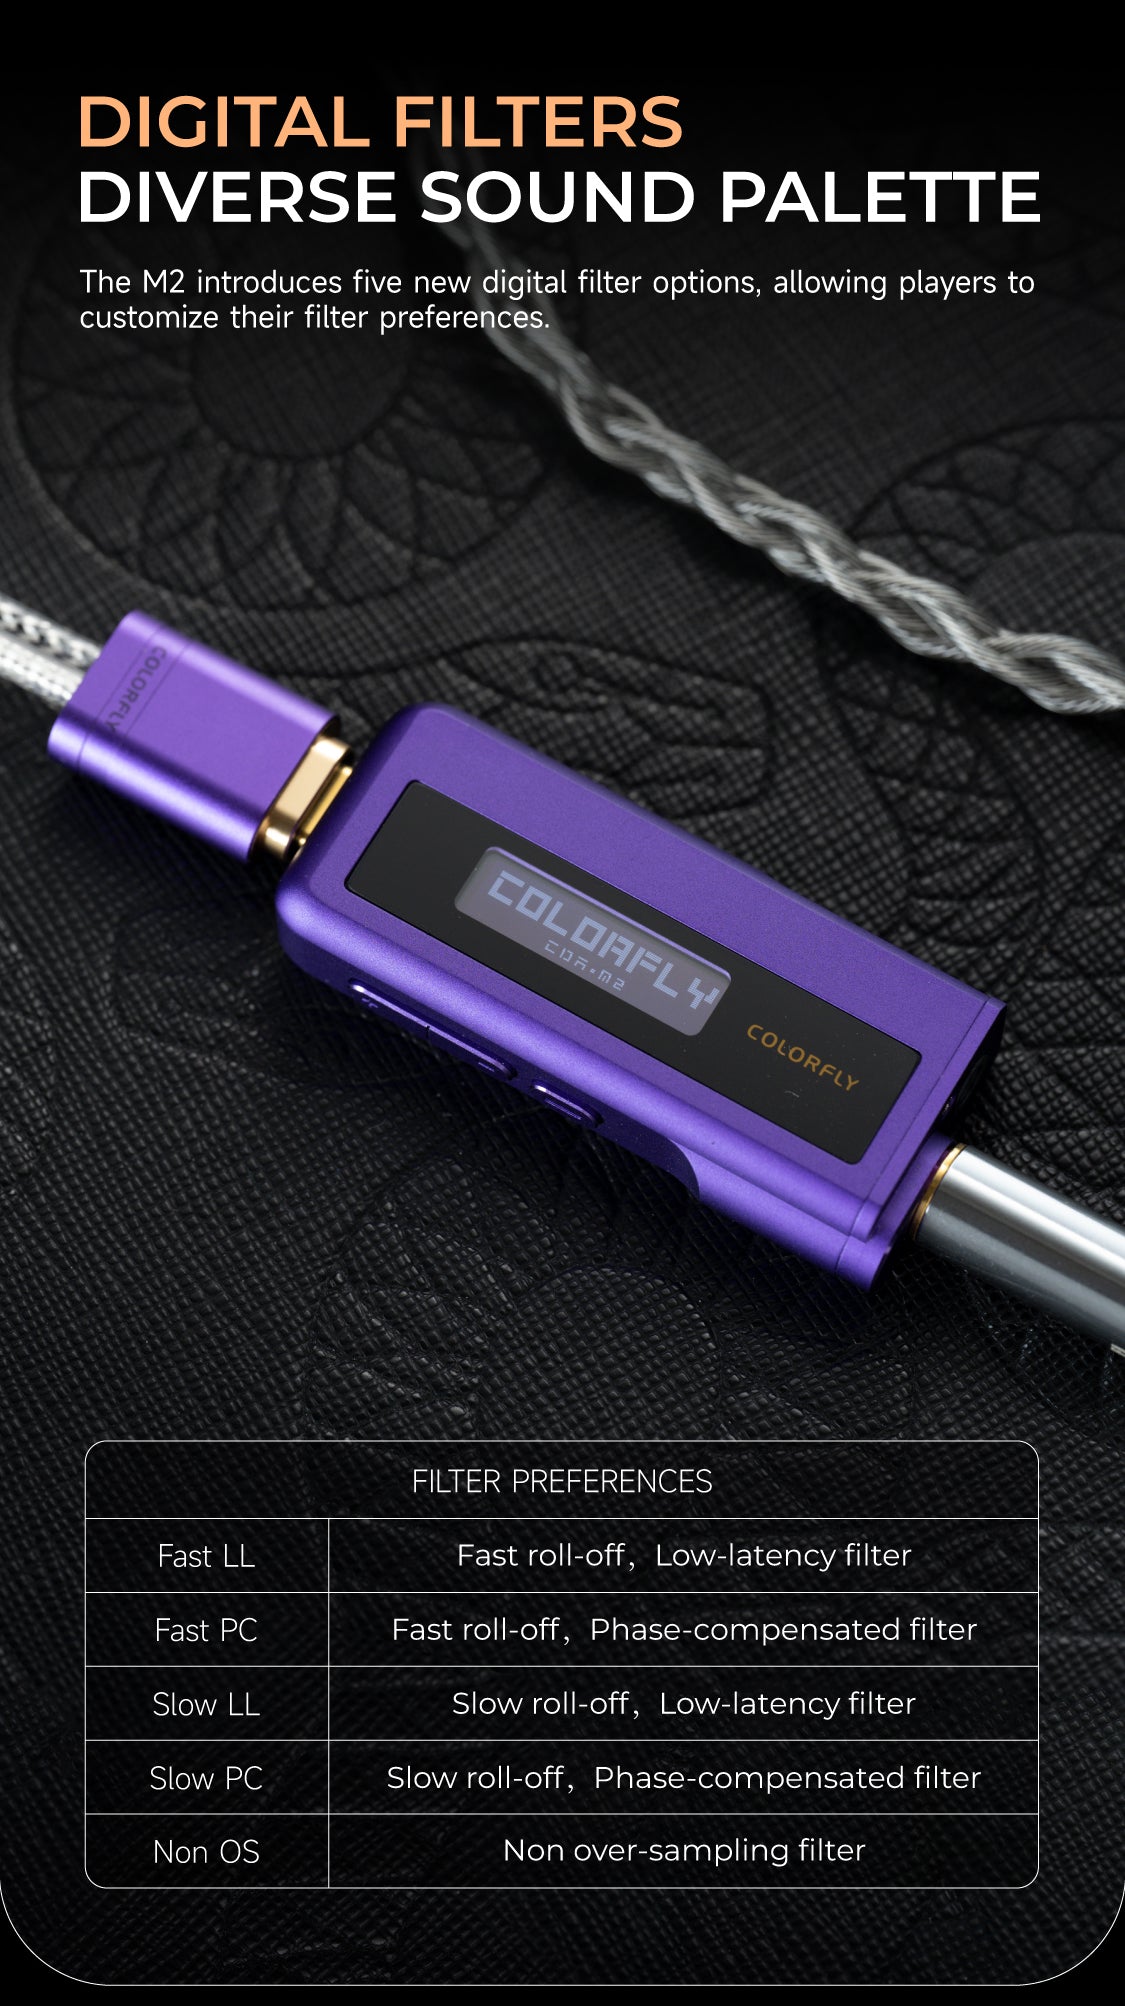 DIGITAL FILTERS
DIVERSE SOUND PALETTE
The M2 introduces five new digital filter options, allowing players to
customize their filter preferences.
COLORFLY
COLORFLY
CDA.M2
COLORFLY
FILTER PREFERENCES
Fast LL Fast roll-off，Low-latency filter
Fast PC Fast roll-off，Phase-compensated filter
Slow LL Slow roll-off，Low-latency filter
Slow PC Slow roll-off，Phase-compensated filter
Non OS Non over-sampling filter